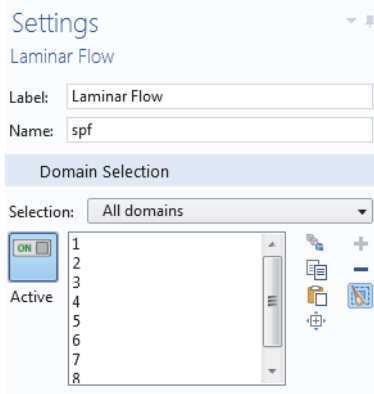 Settings
Laminar Flow
Label: Laminar Flow
Name: spf
Domain Selection
Selection: All domains
ON
Active
1
2
3
4
5
6
7
8